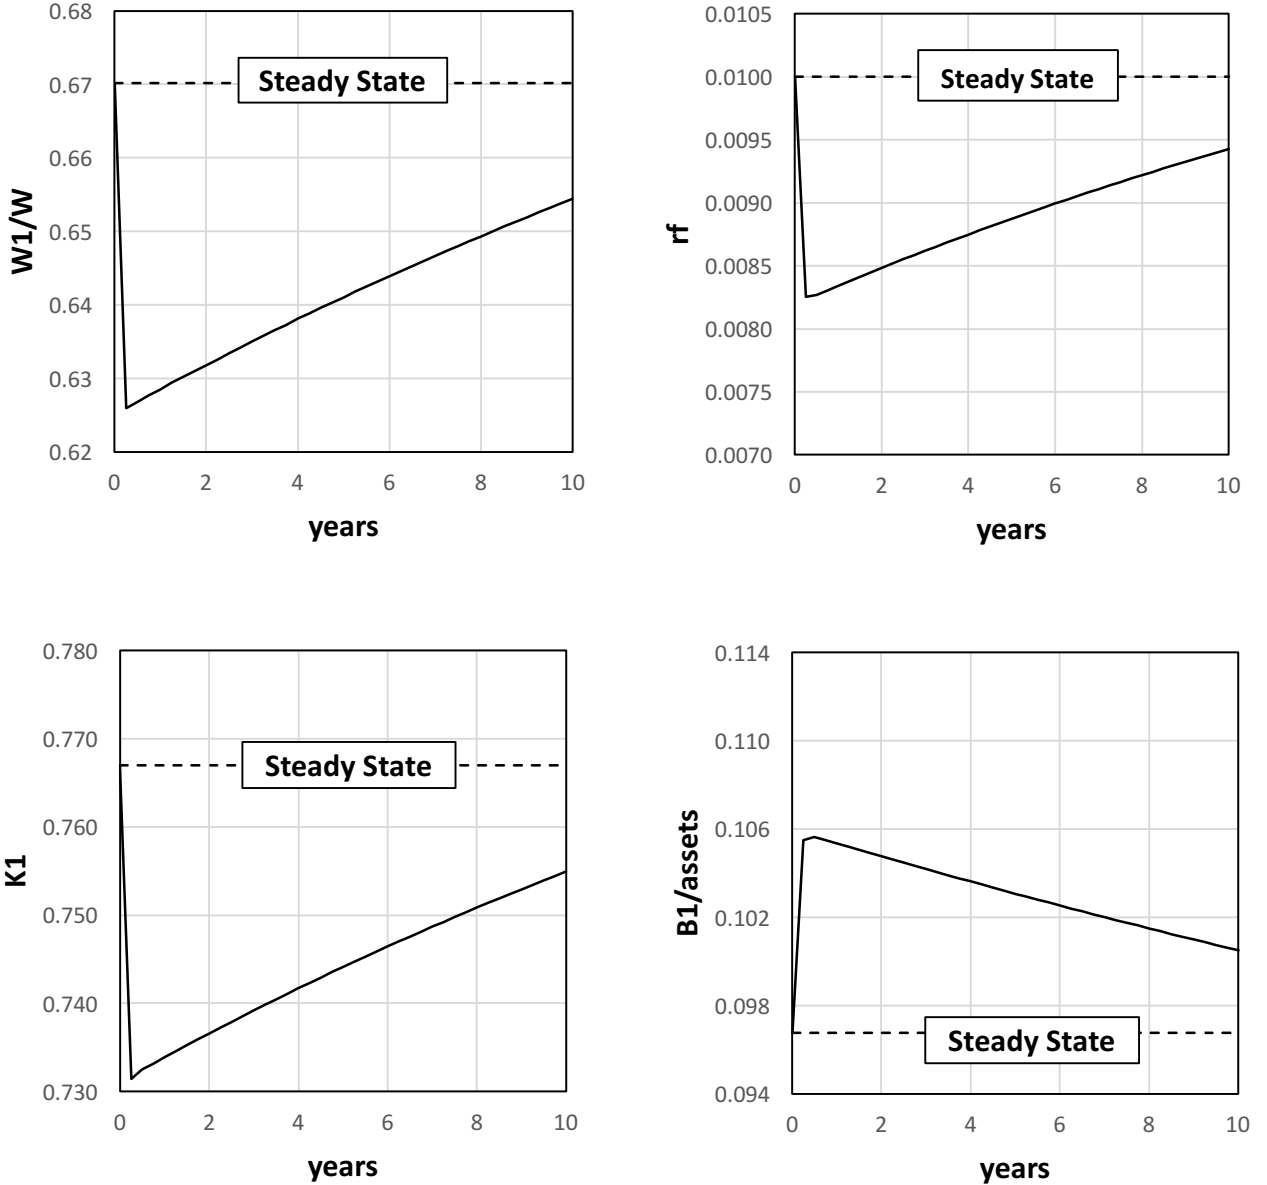 0.68
0.67
0.66
0.65
0.64
0.63
0.62
W1/W
Steady State
0 2 4 6 8 10
years
0.0105
0.0100
0.0095
0.0090
0.0085
0.0080
0.0075
0.0070
rf
Steady State
0 2 4 6 8 10
years
0.780
0.770
0.760
0.750
0.740
0.730
K1
Steady State
0 2 4 6 8 10
years
0.114
0.110
0.106
0.102
0.098
0.094
B1/assets
Steady State
0 2 4 6 8 10
years